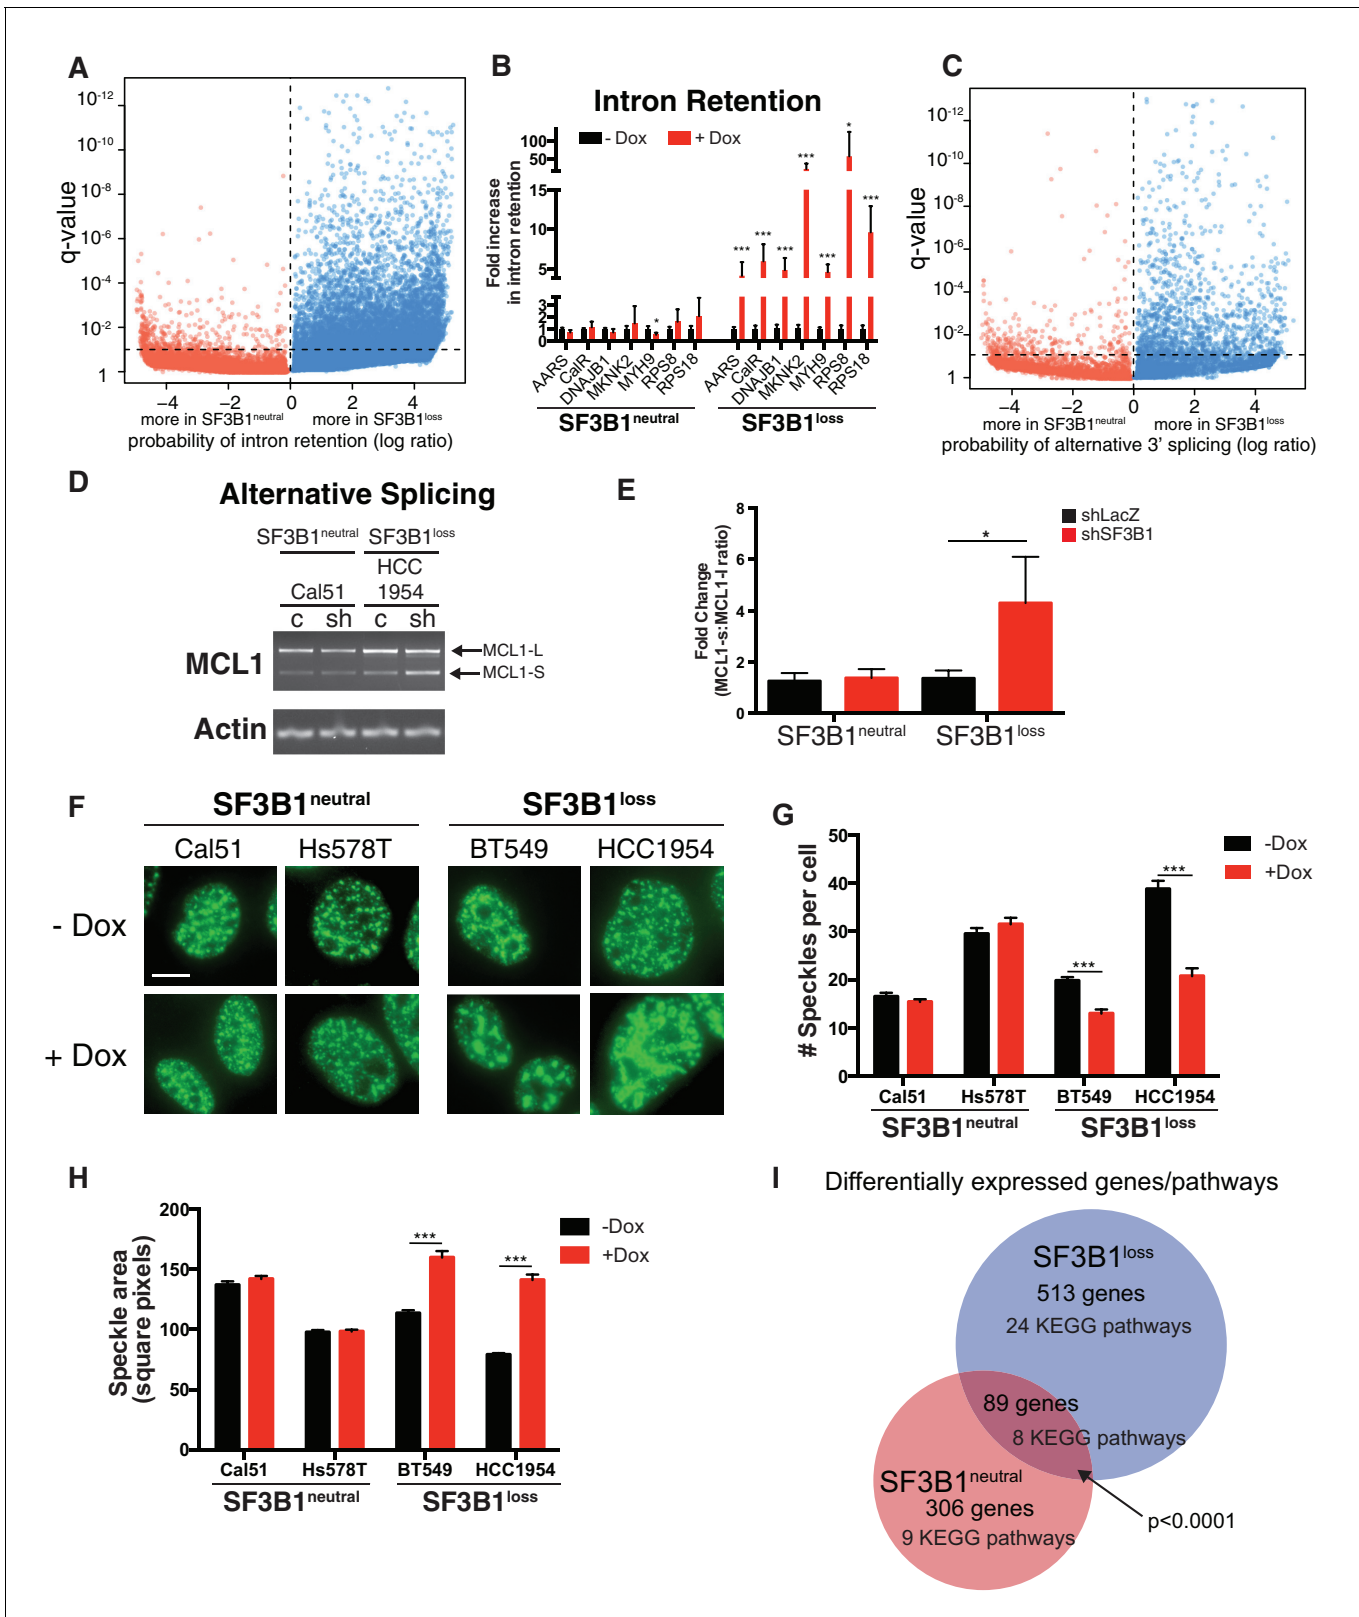 A
q-value
10-12
10-10
10-8
10-6
10-4
10-2
1
−4
−2
0
2
4
more in SF3B1neutral
more in SF3B1loss
probability of intron retention (log ratio)
B
Intron Retention
- Dox
+ Dox
Fold increase
in intron retention
100
50
15
10
5
3
2
1
0
*
***
***
***
***
***
*
***
AARS
CalR
DNAJB1
MKNK2
MYH9
RPS8
RPS18
AARS
CalR
DNAJB1
MKNK2
MYH9
RPS8
RPS18
SF3B1neutral
SF3B1loss
C
q-value
10-12
10-10
10-8
10-6
10-4
10-2
1
−4
−2
0
2
4
more in SF3B1neutral
more in SF3B1loss
probability of alternative 3' splicing (log ratio)
D
Alternative Splicing
SF3B1neutral SF3B1loss
HCC
Cal51 1954
c sh c sh
MCL1
MCL1-L
MCL1-S
Actin
E
8
6
4
2
0
Fold Change
(MCL1-s:MCL1-l ratio)
*
shLacZ
shSF3B1
SF3B1neutral
SF3B1loss
F
SF3B1neutral
SF3B1loss
Cal51
Hs578T
BT549
HCC1954
- Dox
+ Dox
G
# Speckles per cell
50
40
30
20
10
0
***
***
-Dox
+Dox
Cal51
Hs578T
BT549
HCC1954
SF3B1neutral
SF3B1loss
H
Speckle area
(square pixels)
200
150
100
50
0
***
***
-Dox
+Dox
Cal51
Hs578T
BT549
HCC1954
SF3B1neutral
SF3B1loss
I
Differentially expressed genes/pathways
SF3B1loss
513 genes
24 KEGG pathways
89 genes
8 KEGG pathways
SF3B1neutral
306 genes
9 KEGG pathways
p<0.0001